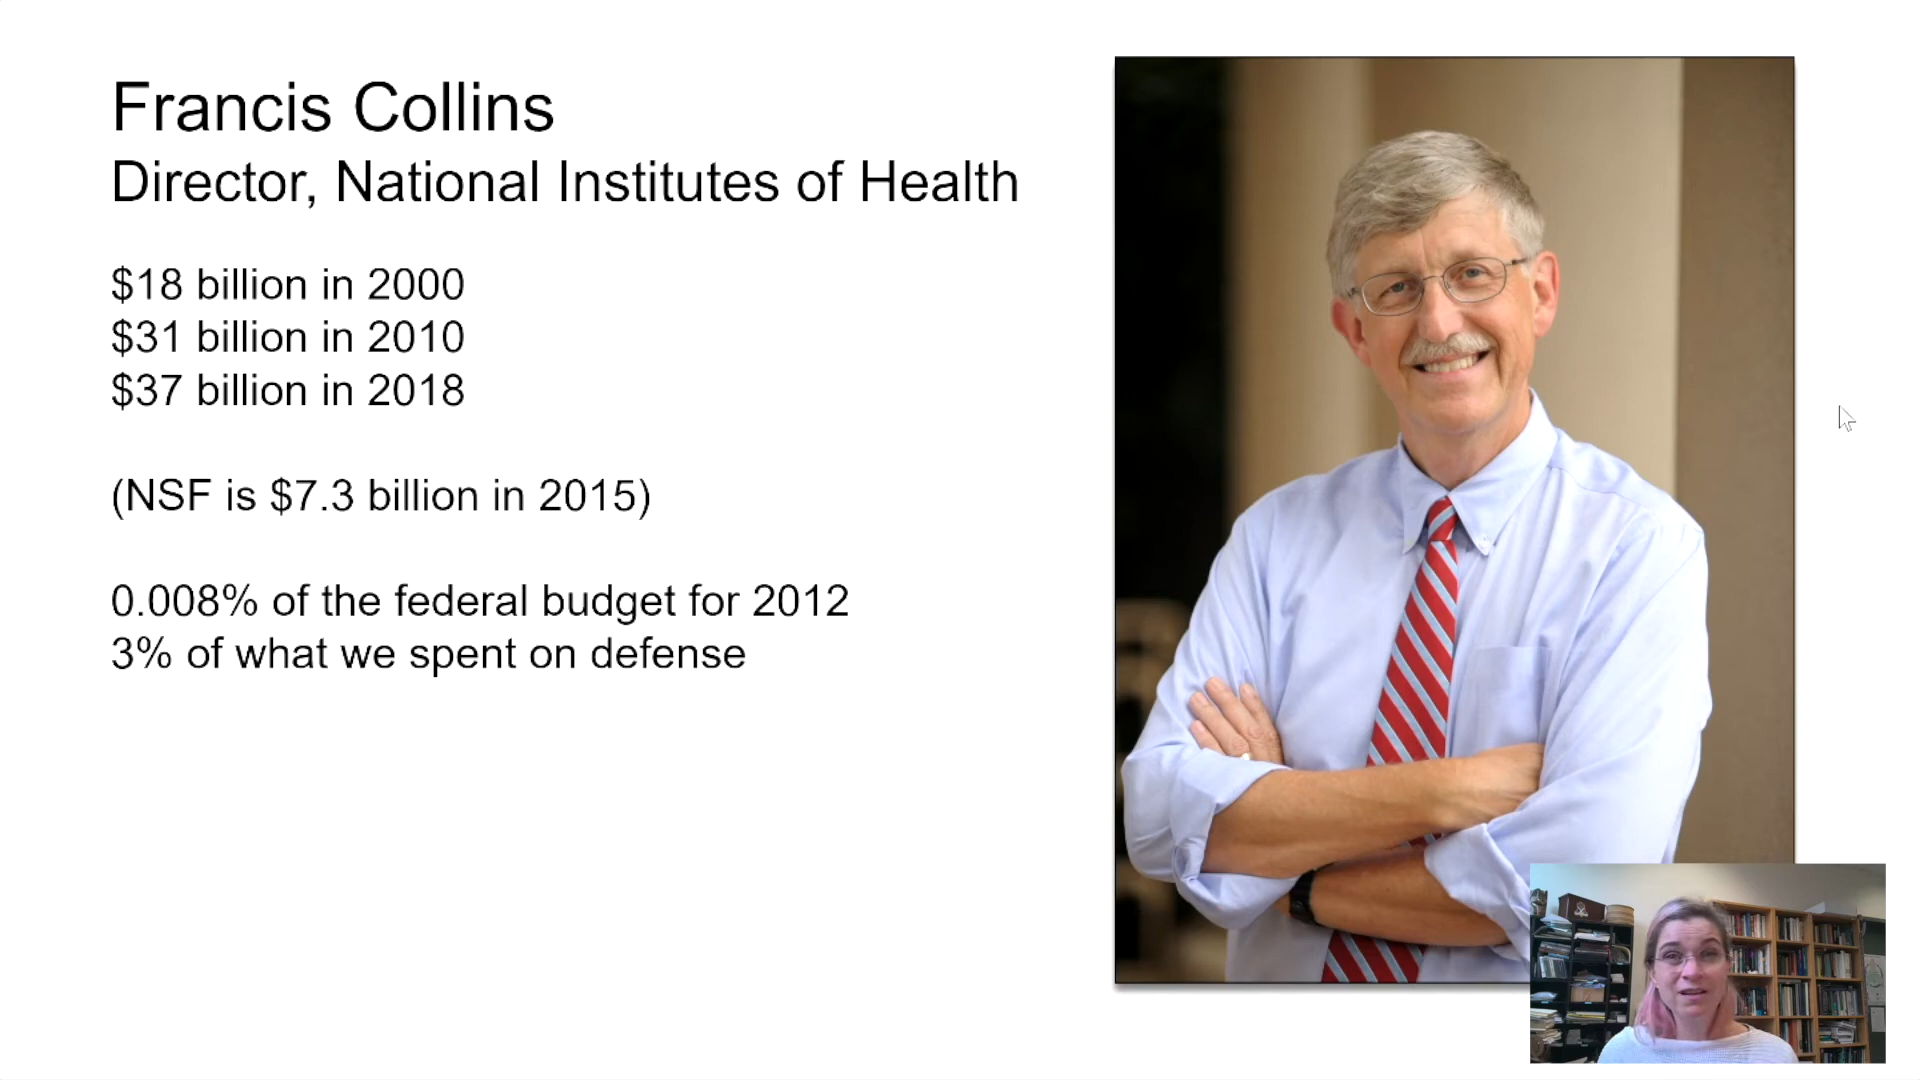 Francis Collins
Director, National Institutes of Health
$18 billion in 2000
$31 billion in 2010
$37 billion in 2018
(NSF is $7.3 billion in 2015)
0.008% of the federal budget for 2012
3% of what we spent on defense